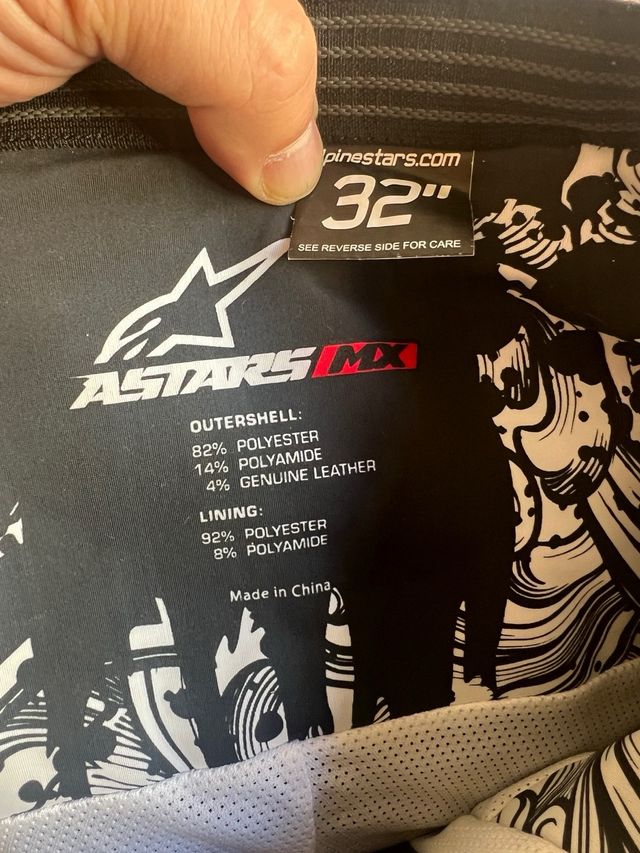 lpinestars.com
32"
SEE REVERSE SIDE FOR CARE
ASTARS MX
OUTERSHELL:
82% POLYESTER
14% POLYAMIDE
4% GENUINE LEATHER
LINING:
92% POLYESTER
8% POLYAMIDE
Made in China